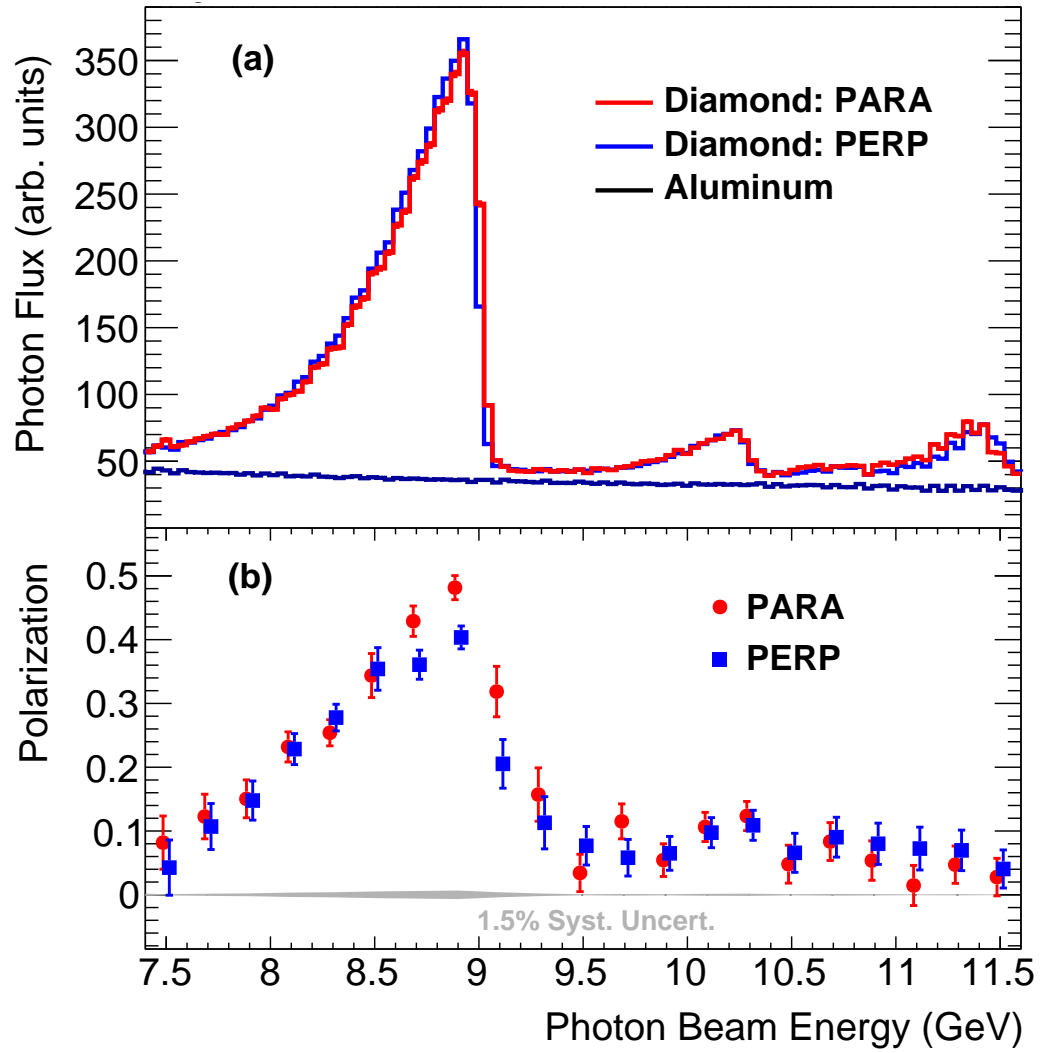 (a)
Photon Flux (arb. units)
350
300
250
200
150
100
50
Diamond: PARA
Diamond: PERP
Aluminum
(b)
Polarization
0.5
0.4
0.3
0.2
0.1
0
PARA
PERP
1.5% Syst. Uncert.
7.5 8 8.5 9 9.5 10 10.5 11 11.5
Photon Beam Energy (GeV)